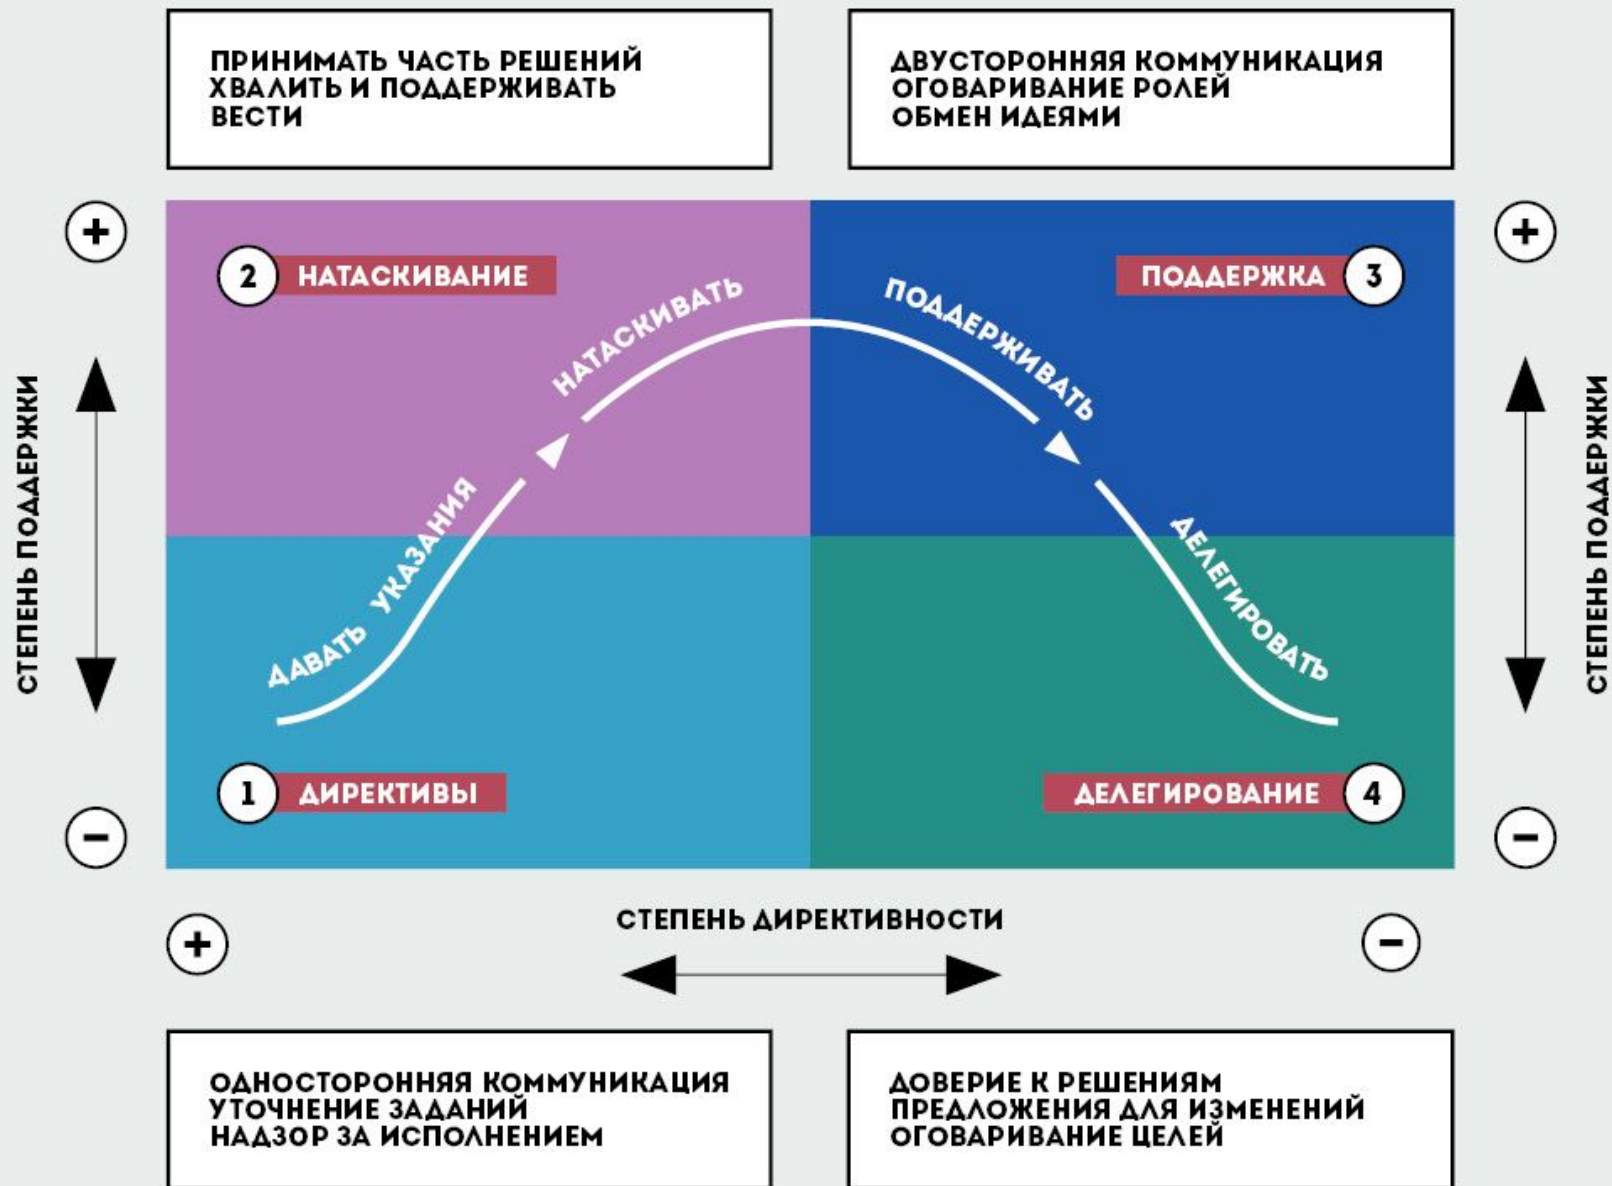 ПРИНИМАТЬ ЧАСТЬ РЕШЕНИЙ
ХВАЛИТЬ И ПОДДЕРЖИВАТЬ
ВЕСТИ
ДВУСТОРОННЯЯ КОММУНИКАЦИЯ
ОГОВАРИВАНИЕ РОЛЕЙ
ОБМЕН ИДЕЯМИ
+
+
2 НАТАСКИВАНИЕ
ПОДДЕРЖКА 3
НАТАСКИВАТЬ
ПОДДЕРЖИВАТЬ
СТЕПЕНЬ ПОДДЕРЖКИ
СТЕПЕНЬ ПОДДЕРЖКИ
ДАВАТЬ УКАЗАНИЯ
ДЕЛЕГИРОВАТЬ
1 ДИРЕКТИВЫ
ДЕЛЕГИРОВАНИЕ 4
−
−
СТЕПЕНЬ ДИРЕКТИВНОСТИ
+
−
ОДНОСТОРОННЯЯ КОММУНИКАЦИЯ
УТОЧНЕНИЕ ЗАДАНИЙ
НАДЗОР ЗА ИСПОЛНЕНИЕМ
ДОВЕРИЕ К РЕШЕНИЯМ
ПРЕДЛОЖЕНИЯ ДЛЯ ИЗМЕНЕНИЙ
ОГОВАРИВАНИЕ ЦЕЛЕЙ